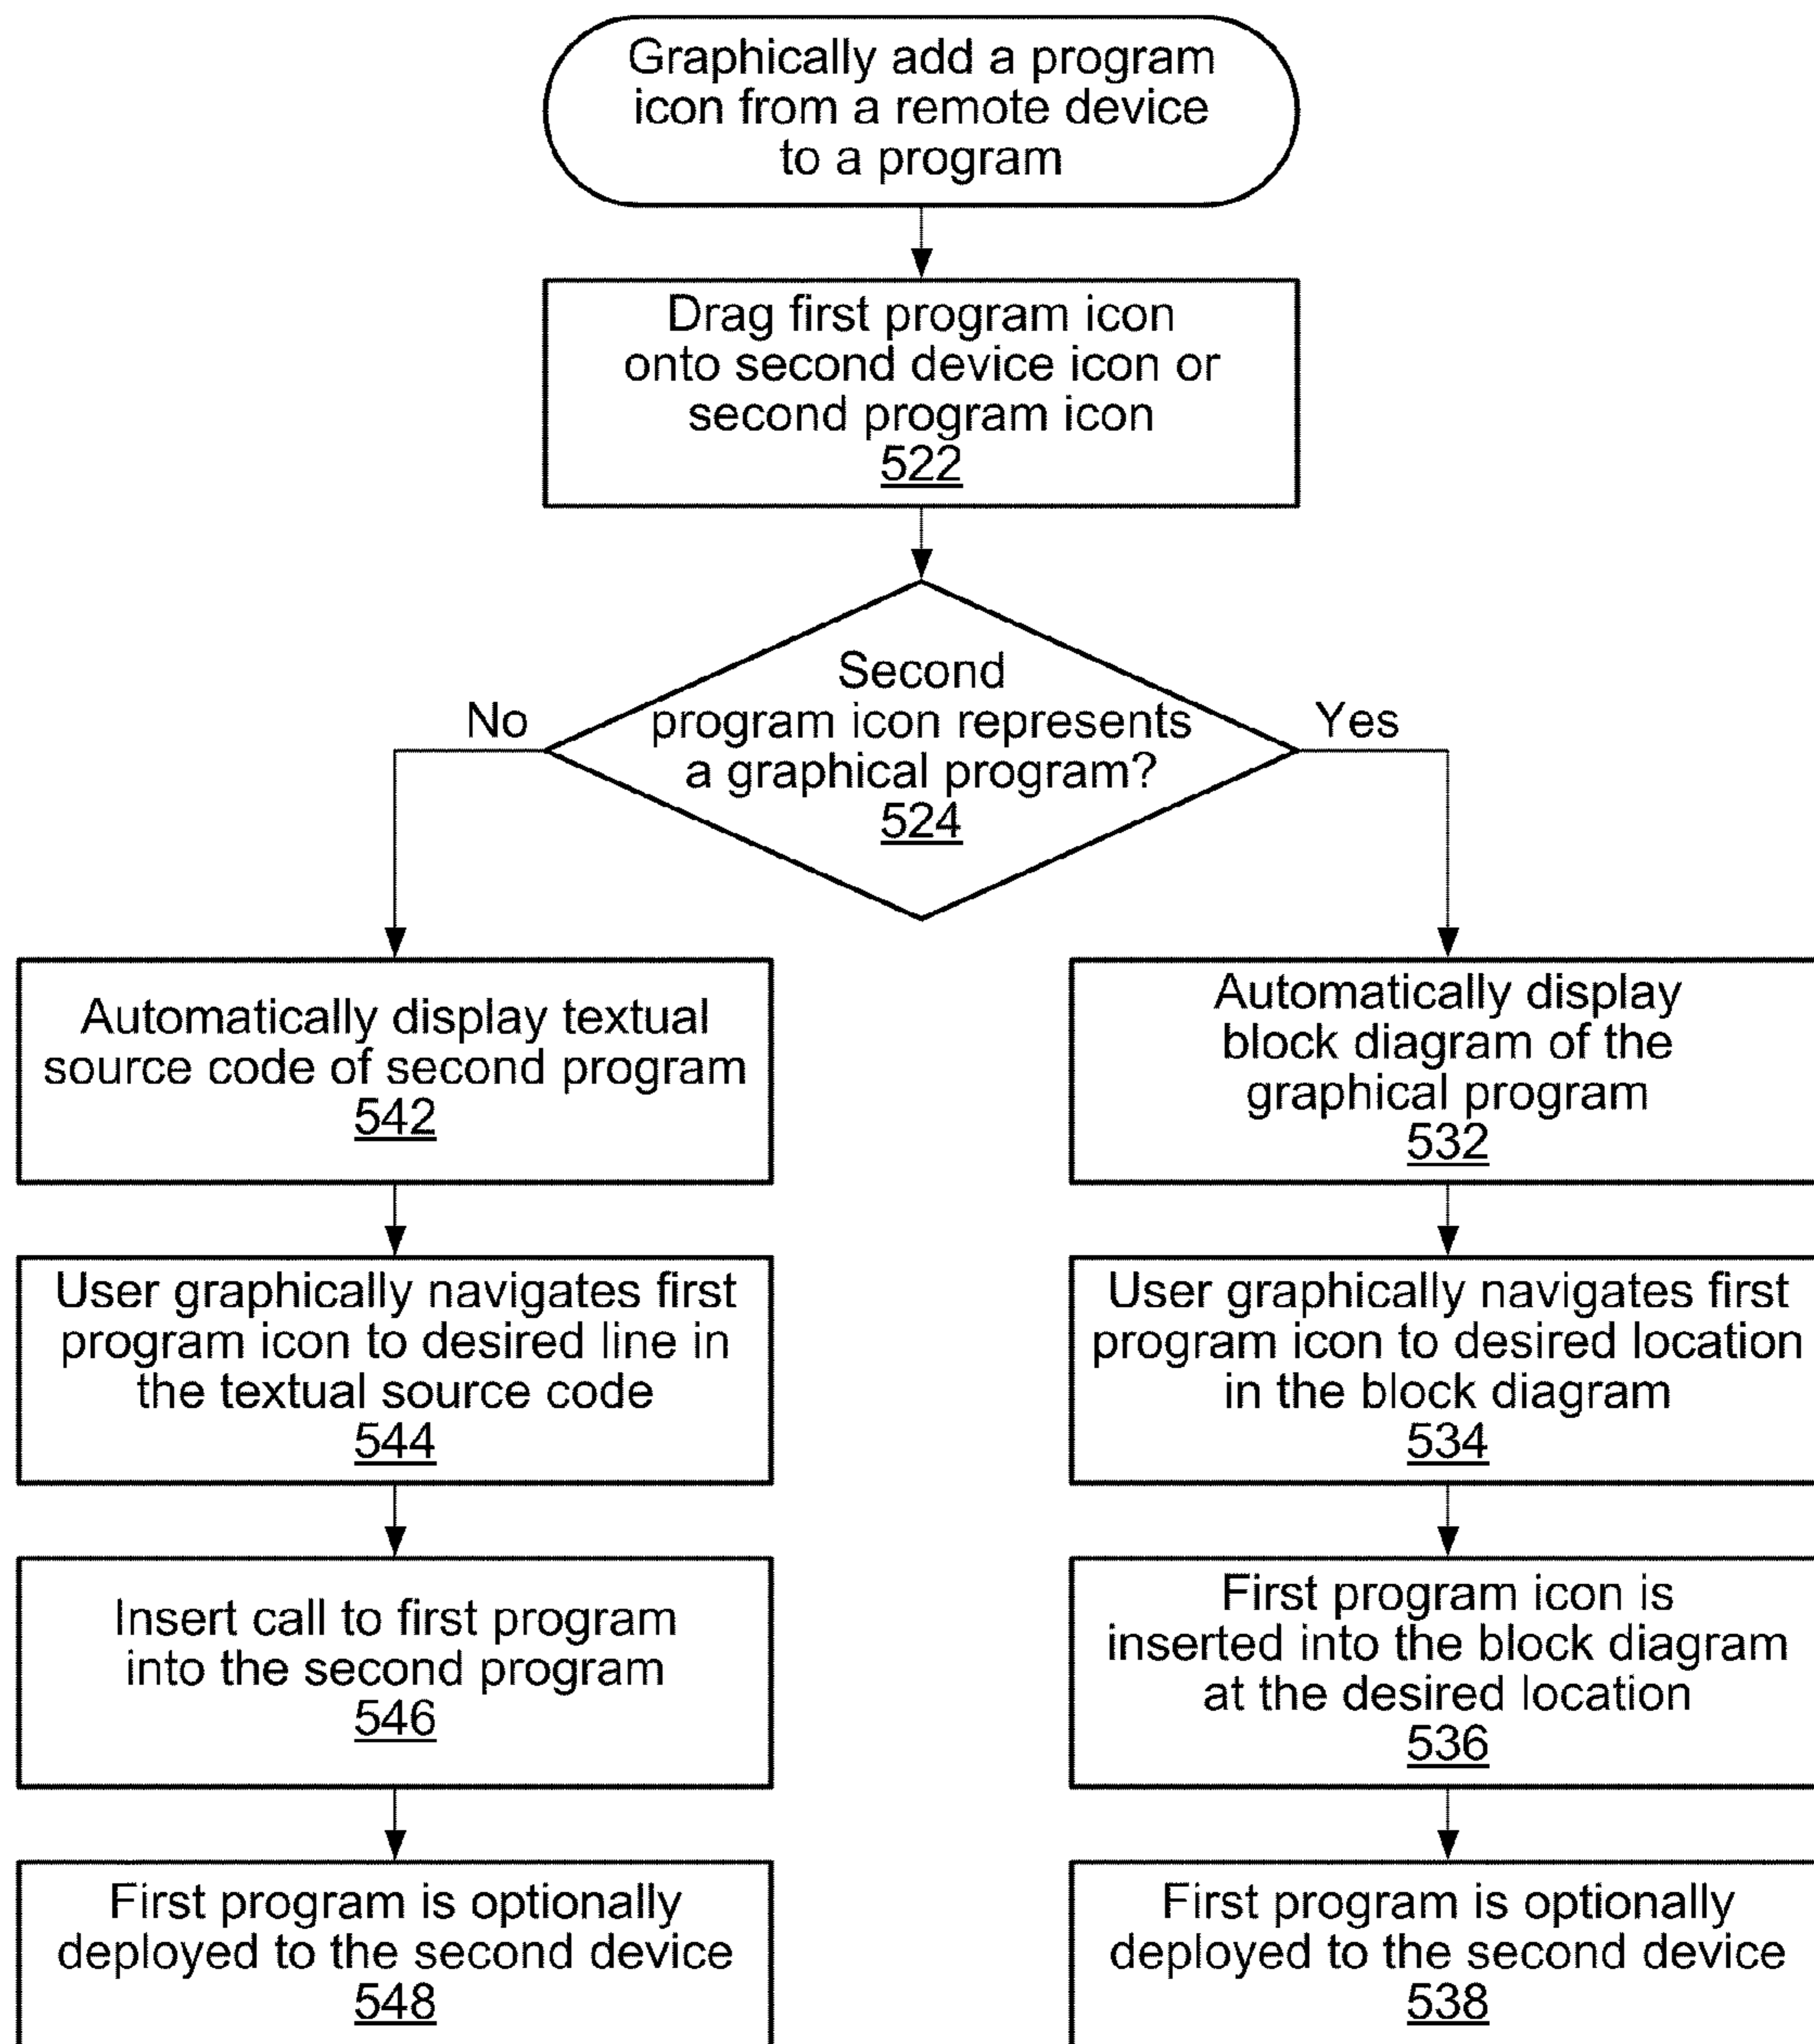 Graphically add a program
icon from a remote device
to a program
Drag first program icon
onto second device icon or
second program icon
522
Second
program icon represents
a graphical program?
524
No
Yes
Automatically display textual
source code of second program
542
User graphically navigates first
program icon to desired line in
the textual source code
544
Insert call to first program
into the second program
546
First program is optionally
deployed to the second device
548
Automatically display
block diagram of the
graphical program
532
User graphically navigates first
program icon to desired location
in the block diagram
534
First program icon is
inserted into the block diagram
at the desired location
536
First program is optionally
deployed to the second device
538